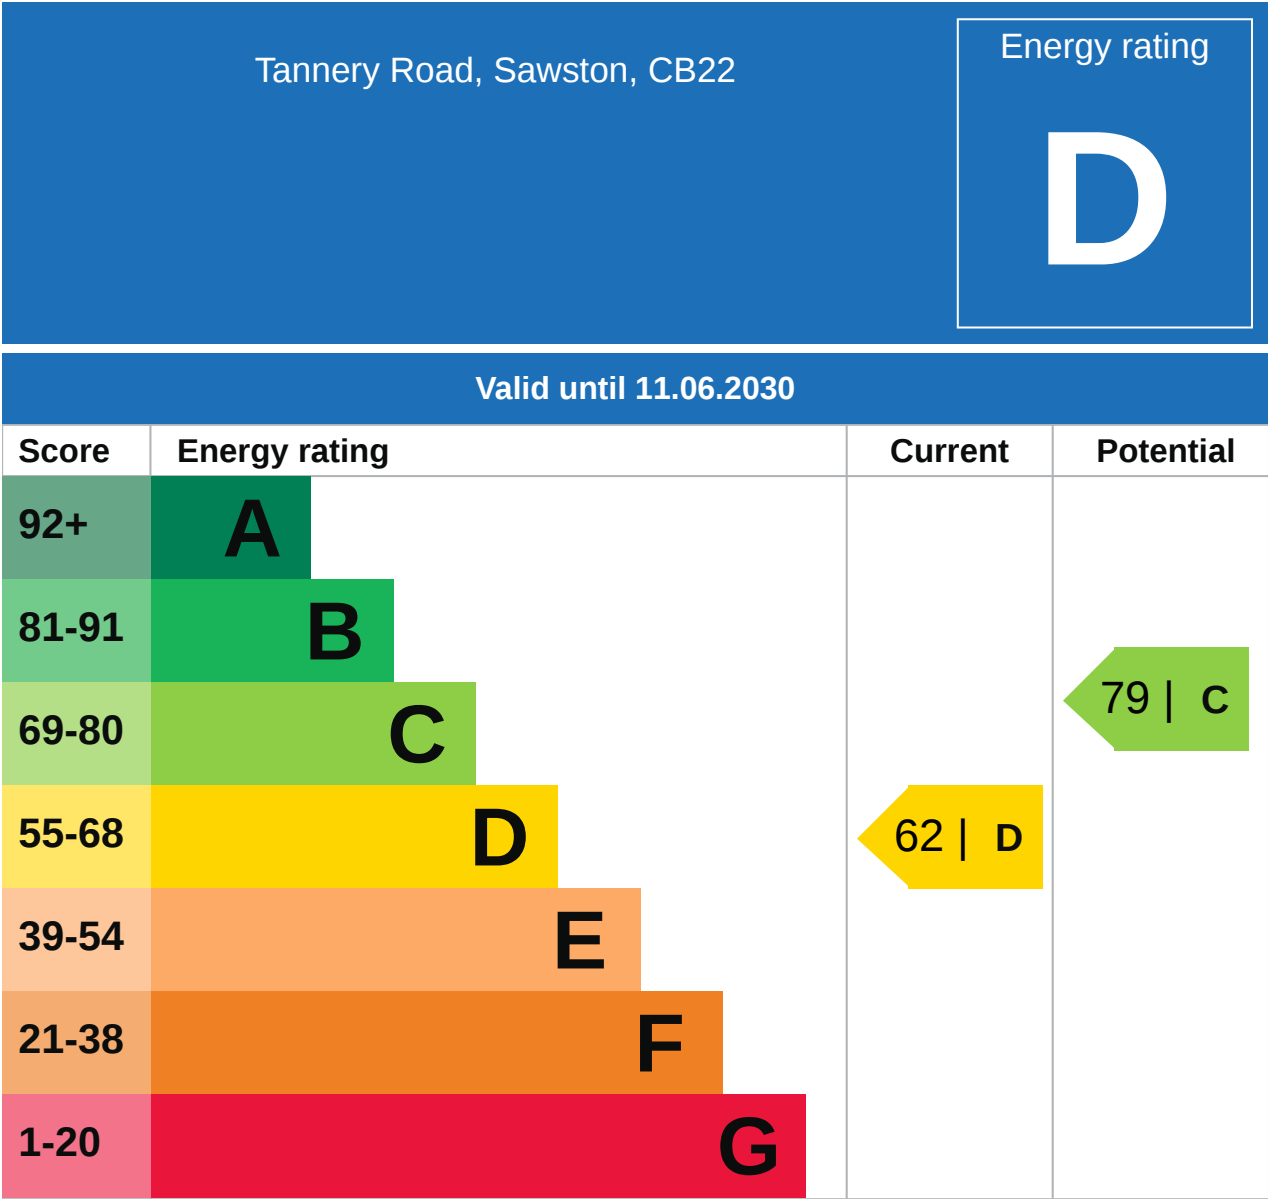 Tannery Road, Sawston, CB22
Energy rating
D
Valid until 11.06.2030
Score Energy rating Current Potential
92+ A
81-91 B
69-80 C
79 | C
55-68 D
62 | D
39-54 E
21-38 F
1-20 G